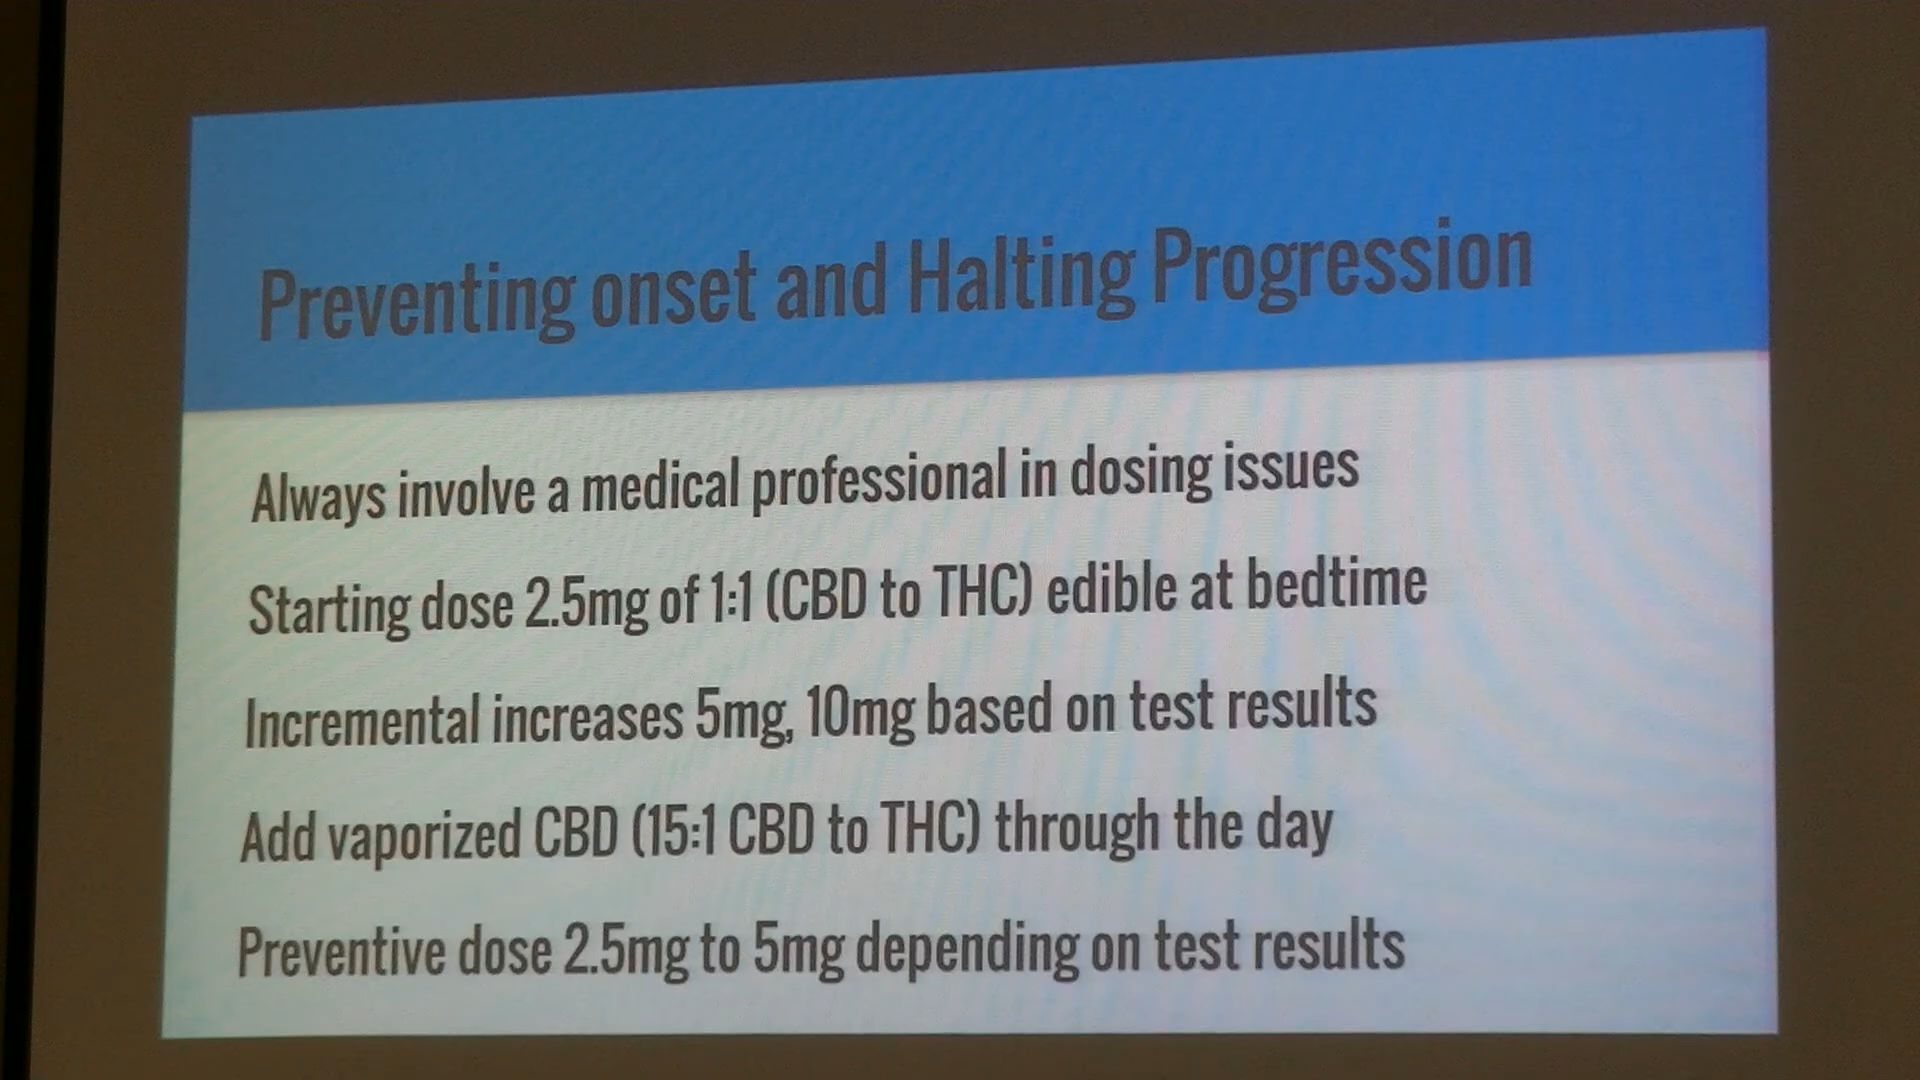 Preventing onset and Halting Progression
Always involve a medical professional in dosing issues
Starting dose 2.5mg of 1:1 (CBD to THC) edible at bedtime
Incremental increases 5mg, 10mg based on test results
Add vaporized CBD (15:1 CBD to THC) through the day
Preventive dose 2.5mg to 5mg depending on test results